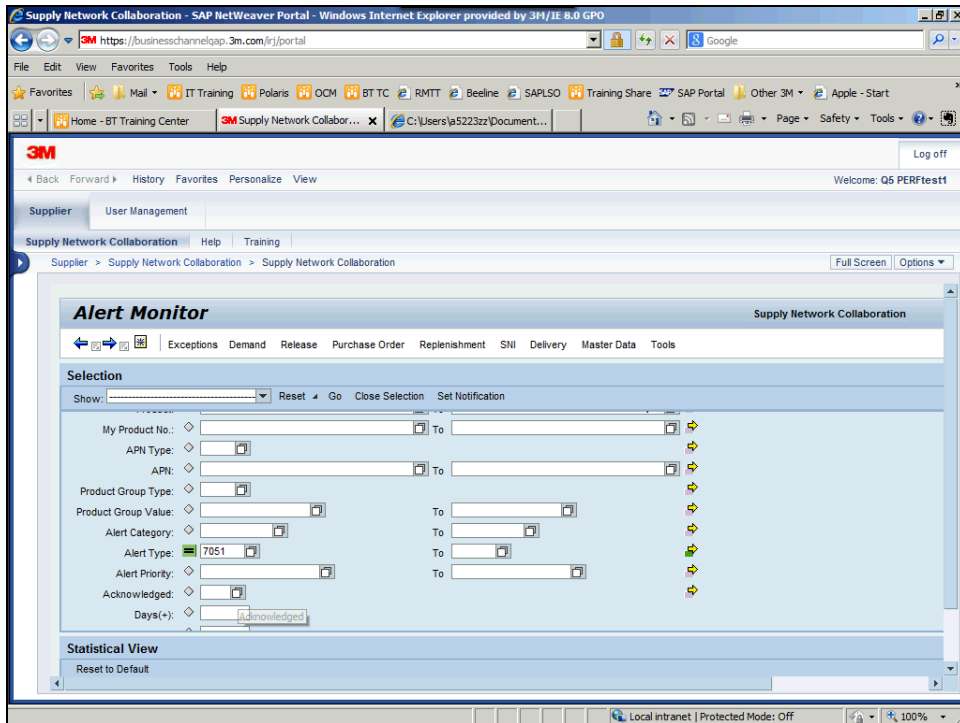 Supply Network Collaboration - SAP NetWeaver Portal - Windows Internet Explorer provided by 3M/IE 8.0 GPO
3M https://businesschannelqap.3m.com/irj/portal
Google
File Edit View Favorites Tools Help
Favorites Mail IT Training Polaris OCM BT TC RMTT Beeline SAPLSO Training Share SAP Portal Other 3M Apple - Start
Home - BT Training Center 3M Supply Network Collabor... X C:\Users\a5223zz\Document... Page Safety Tools
3M Log off
Back Forward History Favorites Personalize View Welcome: Q5 PERFtest1
Supplier User Management
Supply Network Collaboration Help Training
Supplier > Supply Network Collaboration > Supply Network Collaboration Full Screen Options
Alert Monitor Supply Network Collaboration
Exceptions Demand Release Purchase Order Replenishment SNI Delivery Master Data Tools
Selection
Show: Reset Go Close Selection Set Notification
My Product No.: To
APN Type:
APN: To
Product Group Type:
Product Group Value: To
Alert Category: To
Alert Type: 7051 To
Alert Priority: To
Acknowledged:
Days(+): Acknowledged
Statistical View
Reset to Default
Local intranet | Protected Mode: Off 100%